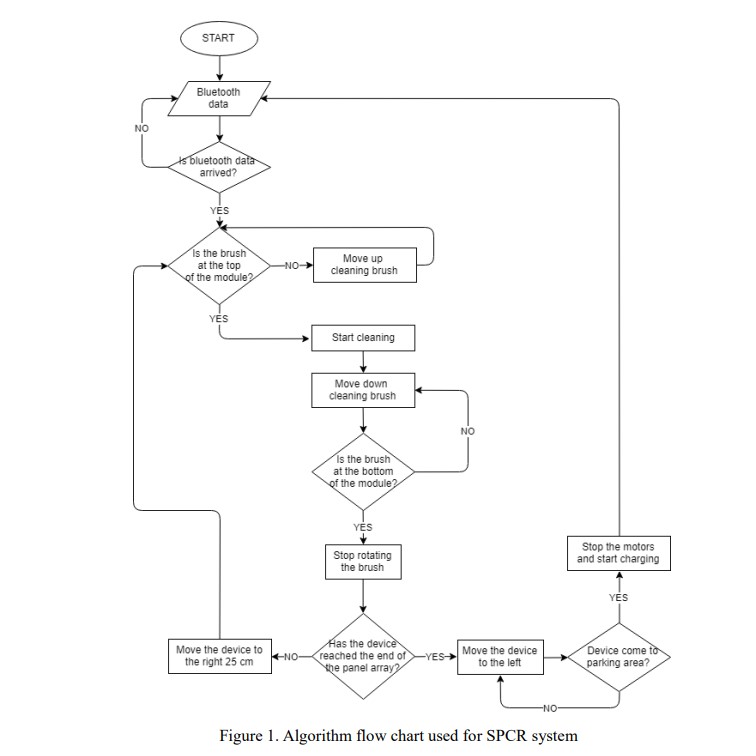 START
Bluetooth
data
NO
Is bluetooth data
arrived?
YES
Is the brush
at the top
of the module?
NO
Move up
cleaning brush
YES
Start cleaning
Move down
cleaning brush
NO
Is the brush
at the bottom
of the module?
YES
Stop rotating
the brush
Stop the motors
and start charging
YES
Has the device
reached the end of
the panel array?
NO
Move the device to
the right 25 cm
YES
Move the device
to the left
Device come to
parking area?
NO
Figure 1. Algorithm flow chart used for SPCR system